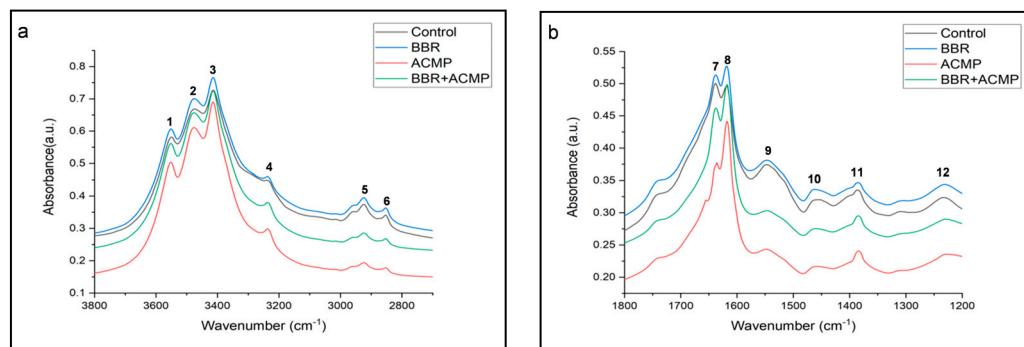 a
Control
BBR
ACMP
BBR+ACMP
0.8
0.7
0.6
0.5
0.4
0.3
0.2
0.1
Absorbance(a.u.)
1
2
3
4
5
6
3800
3600
3400
3200
3000
2800
Wavenumber (cm⁻¹)
b
Control
BBR
ACMP
BBR+ACMP
0.55
0.50
0.45
0.40
0.35
0.30
0.25
0.20
Absorbance (a.u.)
7
8
9
10
11
12
1800
1700
1600
1500
1400
1300
1200
Wavenumber (cm⁻¹)